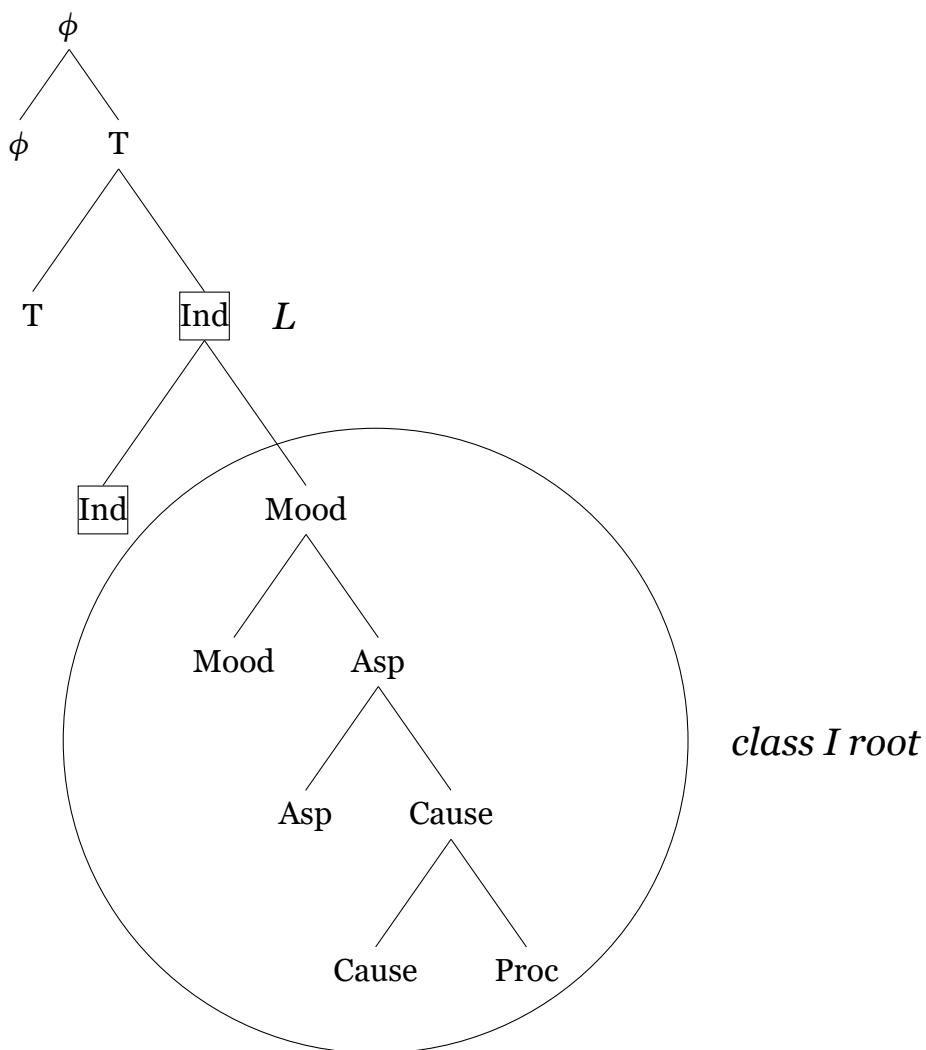 ϕ
ϕ T
T Ind L
Ind Mood
Mood Asp
class I root
Asp Cause
Cause Proc